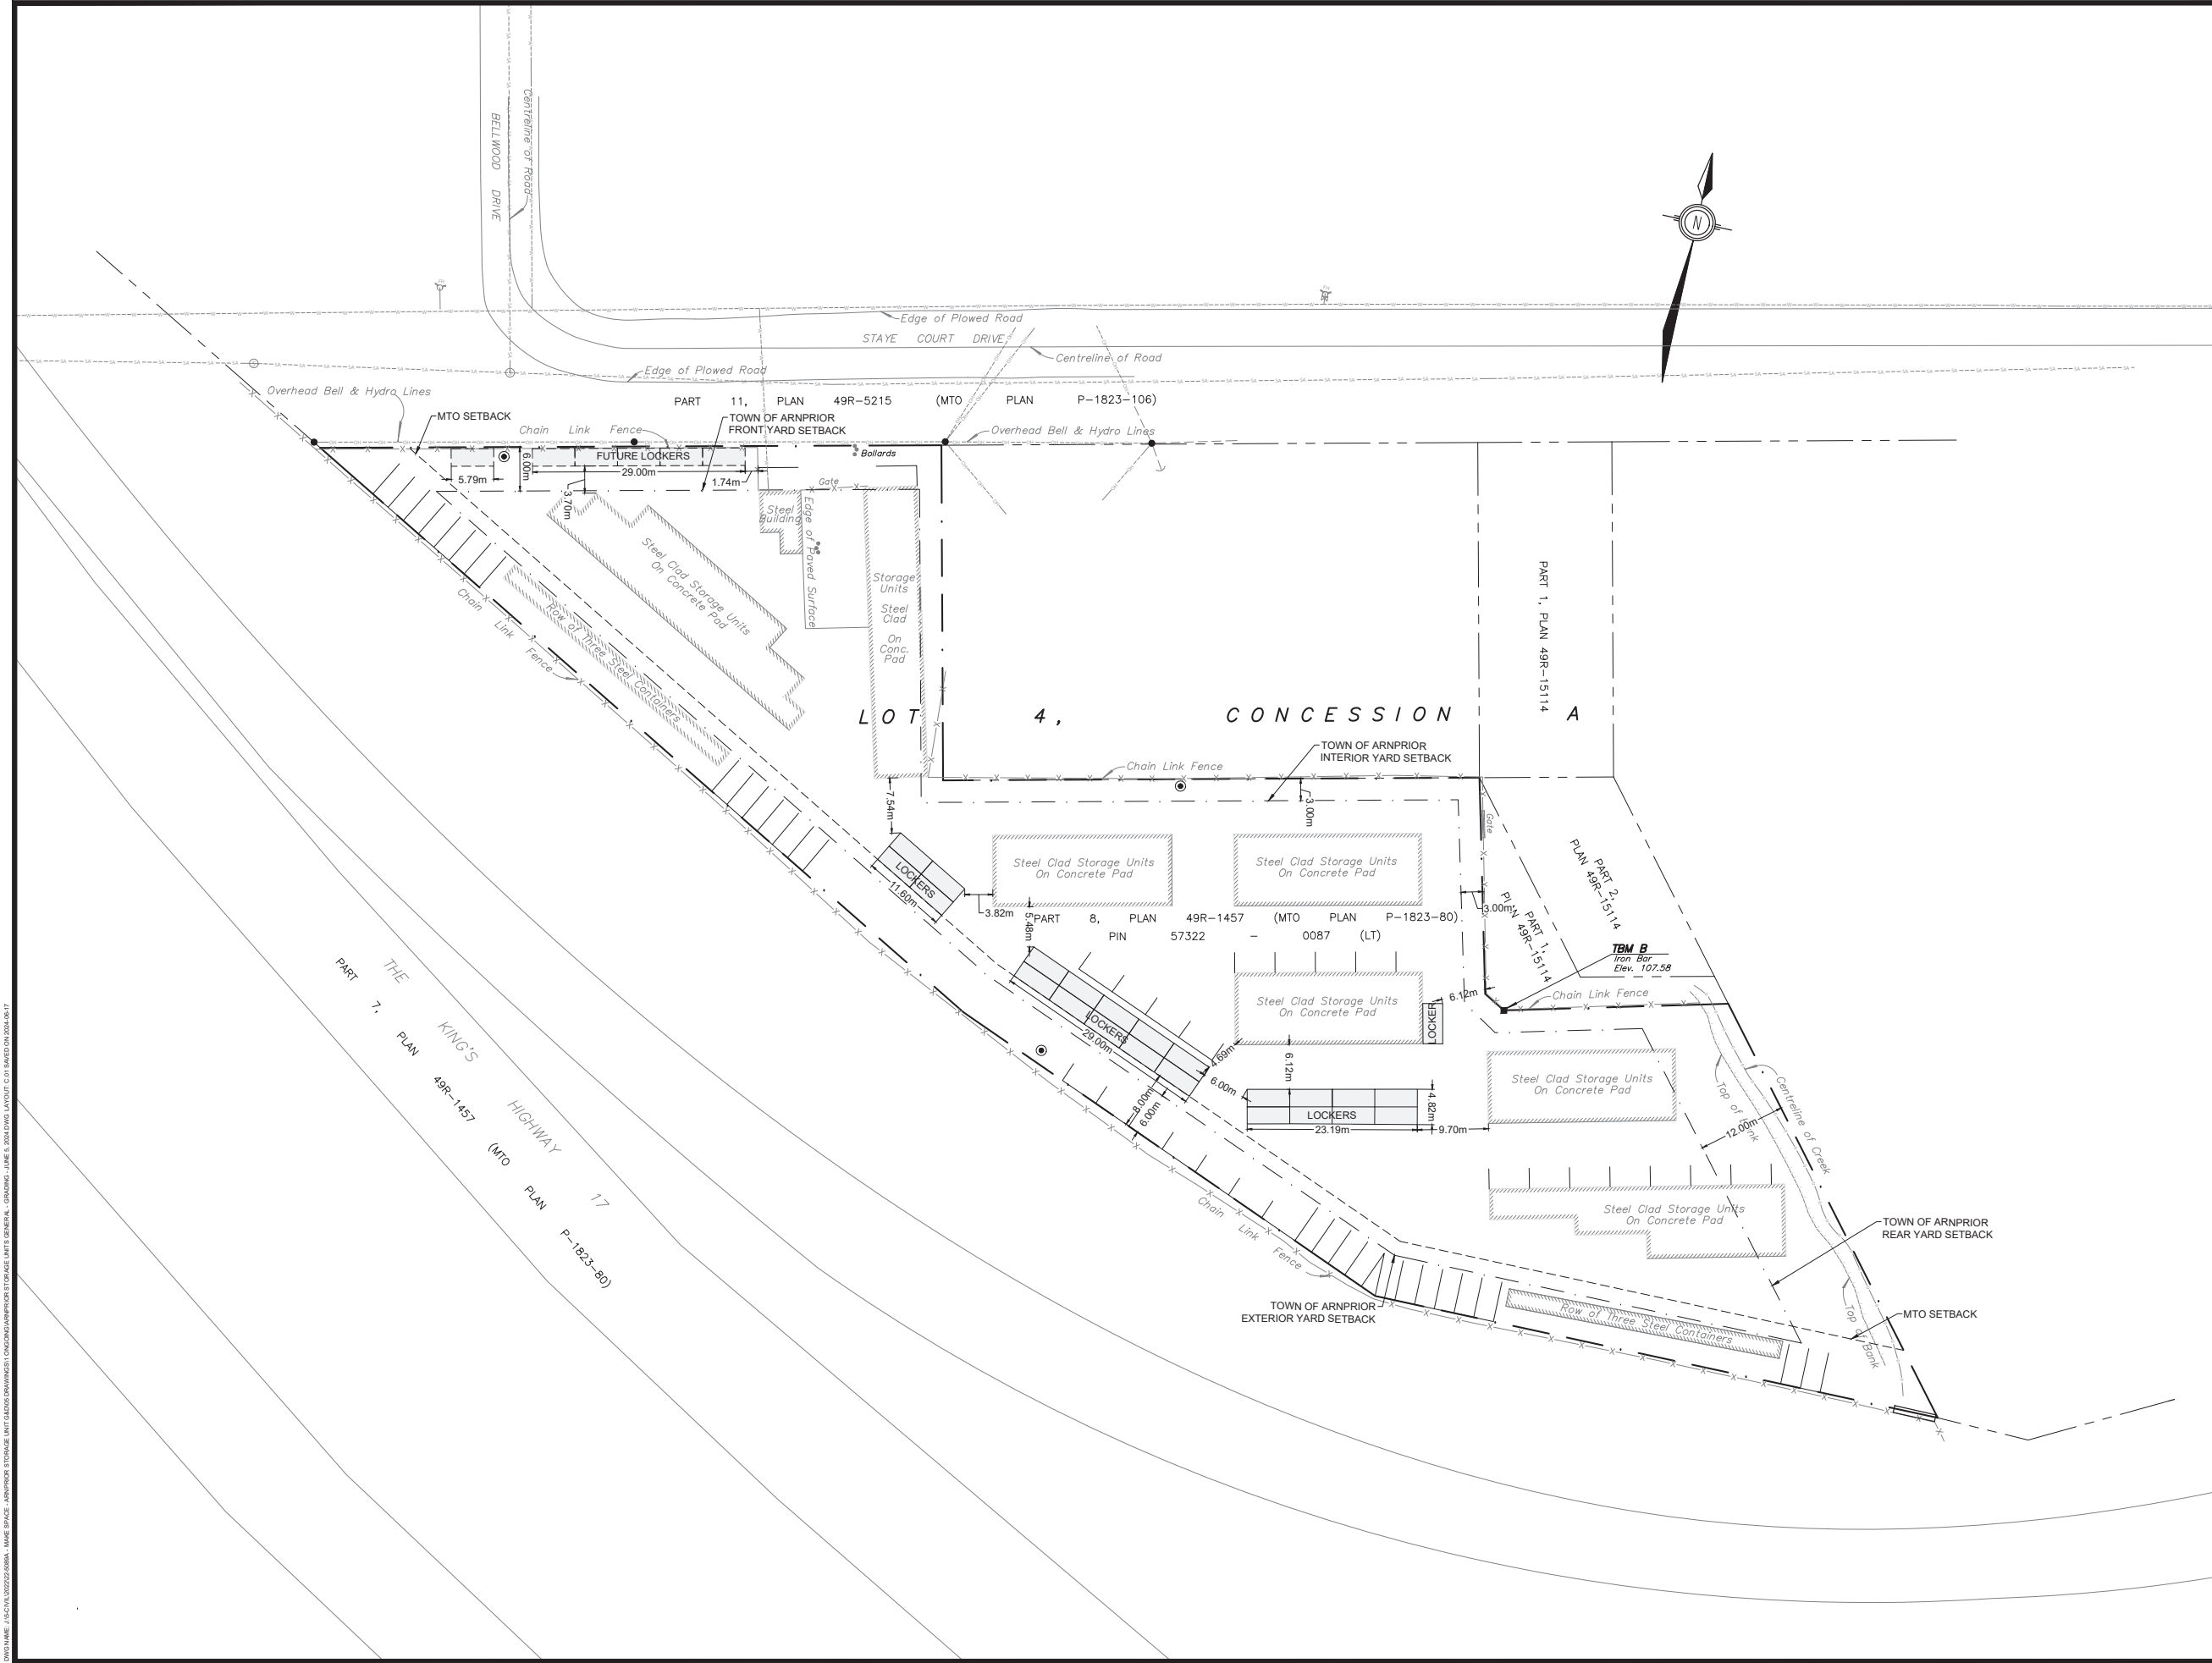 BELLWOOD DRIVE
Centreline of Road
N
Edge of Plowed Road
STAYE COURT DRIVE
Centreline of Road
Edge of Plowed Road
Overhead Bell & Hydro Lines
PART 11, PLAN 49R-5215 (MTO PLAN P-1823-106)
MTO SETBACK
TOWN OF ARNPRIOR
FRONT YARD SETBACK
Chain Link Fence
Overhead Bell & Hydro Lines
Bollards
FUTURE LOCKERS
6.00m
29.00m
5.79m
1.74m
3.70m
Gate
Steel
Building
Edge of Paved Surface
Steel Clad Storage Units
On Concrete Pad
Storage
Units
Steel
Clad
On
Conc.
Pad
PART 1, PLAN 49R-15114
Row of Three Steel Containers
Chain Link Fence
LOT 4, CONCESSION A
TOWN OF ARNPRIOR
INTERIOR YARD SETBACK
Chain Link Fence
7.54m
3.00m
Gate
LOCKERS
11.60m
3.82m
Steel Clad Storage Units
On Concrete Pad
Steel Clad Storage Units
On Concrete Pad
5.48m
3.00m
PART 8, PLAN 49R-1457 (MTO PLAN P-1823-80)
PIN 57322 - 0087 (LT)
PART 2,
PLAN 49R-15114
PART 1,
PLAN 49R-15114
TBM B
Iron Bar
Elev. 107.58
Chain Link Fence
6.12m
LOCKER
Steel Clad Storage Units
On Concrete Pad
LOCKERS
29.00m
4.69m
6.00m
6.12m
8.00m
6.00m
LOCKERS
4.82m
23.19m
9.70m
Steel Clad Storage Units
On Concrete Pad
Top of Bank
Centreline of Creek
12.00m
Steel Clad Storage Units
On Concrete Pad
TOWN OF ARNPRIOR
REAR YARD SETBACK
Chain Link Fence
TOWN OF ARNPRIOR
EXTERIOR YARD SETBACK
Row of Three Steel Containers
Top of Bank
MTO SETBACK
THE KING'S HIGHWAY 17
PART 7, PLAN 49R-1457 (MTO PLAN P-1823-80)